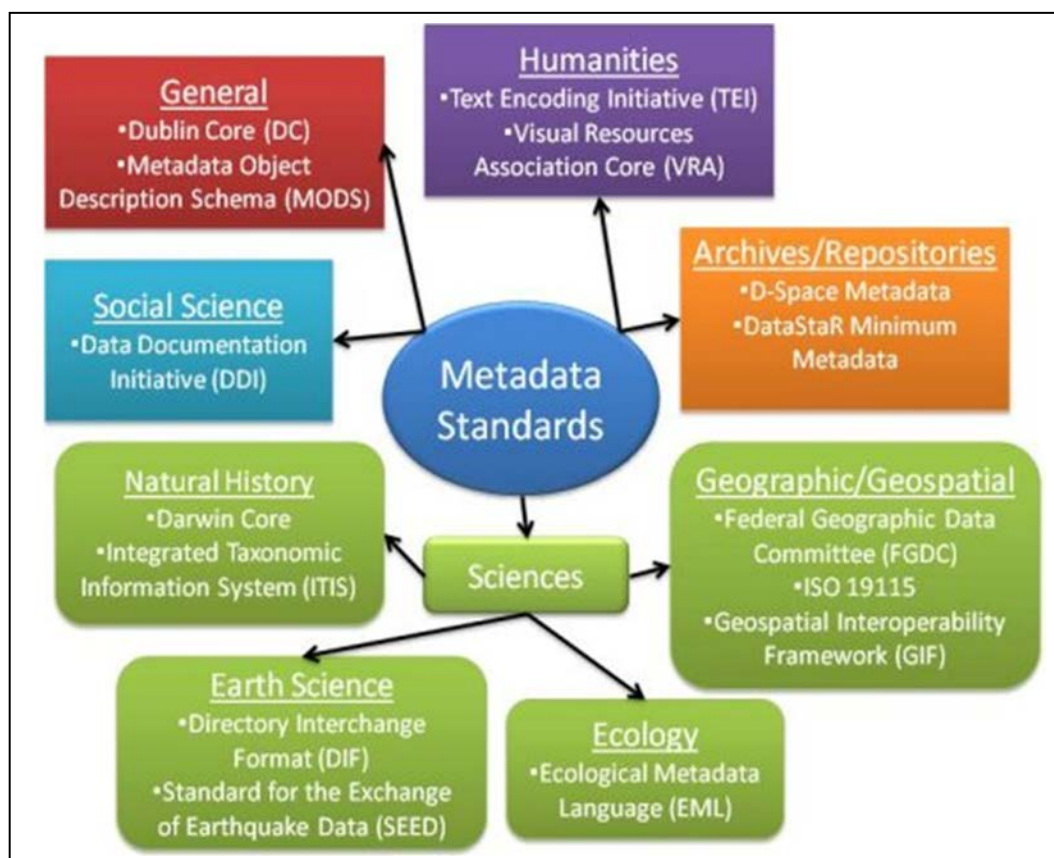 General
•Dublin Core (DC)
•Metadata Object
Description Schema (MODS)
Humanities
•Text Encoding Initiative (TEI)
•Visual Resources
Association Core (VRA)
Social Science
•Data Documentation
Initiative (DDI)
Metadata
Standards
Archives/Repositories
•D-Space Metadata
•DataStaR Minimum
Metadata
Natural History
•Darwin Core
•Integrated Taxonomic
Information System (ITIS)
Sciences
Geographic/Geospatial
•Federal Geographic Data
Committee (FGDC)
•ISO 19115
•Geospatial Interoperability
Framework (GIF)
Earth Science
•Directory Interchange
Format (DIF)
•Standard for the Exchange
of Earthquake Data (SEED)
Ecology
•Ecological Metadata
Language (EML)